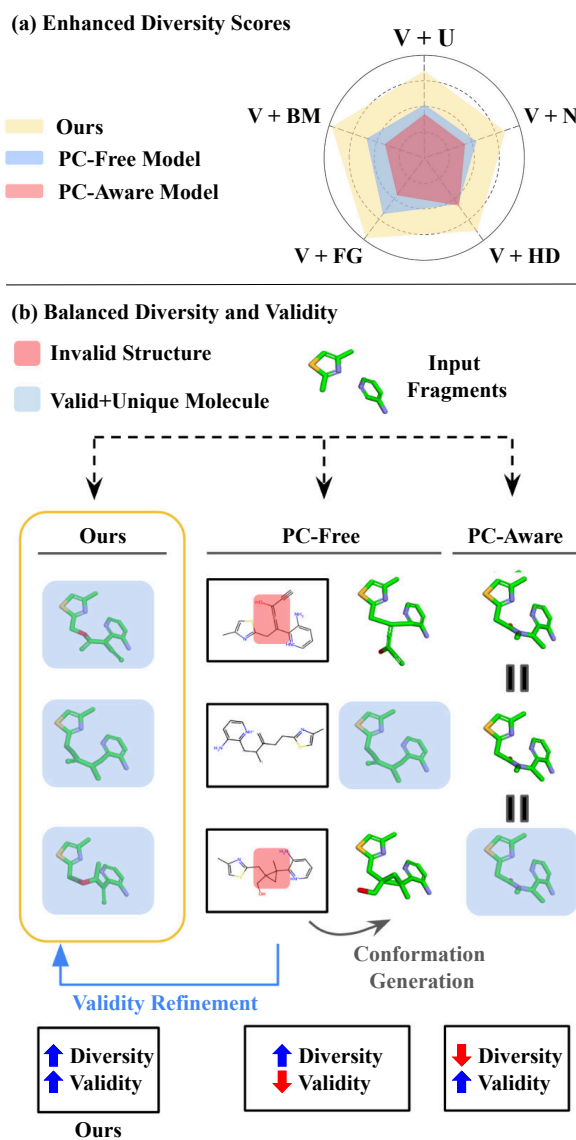 (a) Enhanced Diversity Scores
V + U
V + BM
V + N
Ours
PC-Free Model
PC-Aware Model
V + FG
V + HD
(b) Balanced Diversity and Validity
Invalid Structure
Valid+Unique Molecule
Input
Fragments
Ours
PC-Free
PC-Aware
Conformation
Generation
Validity Refinement
Diversity
Validity
Diversity
Validity
Diversity
Validity
Ours